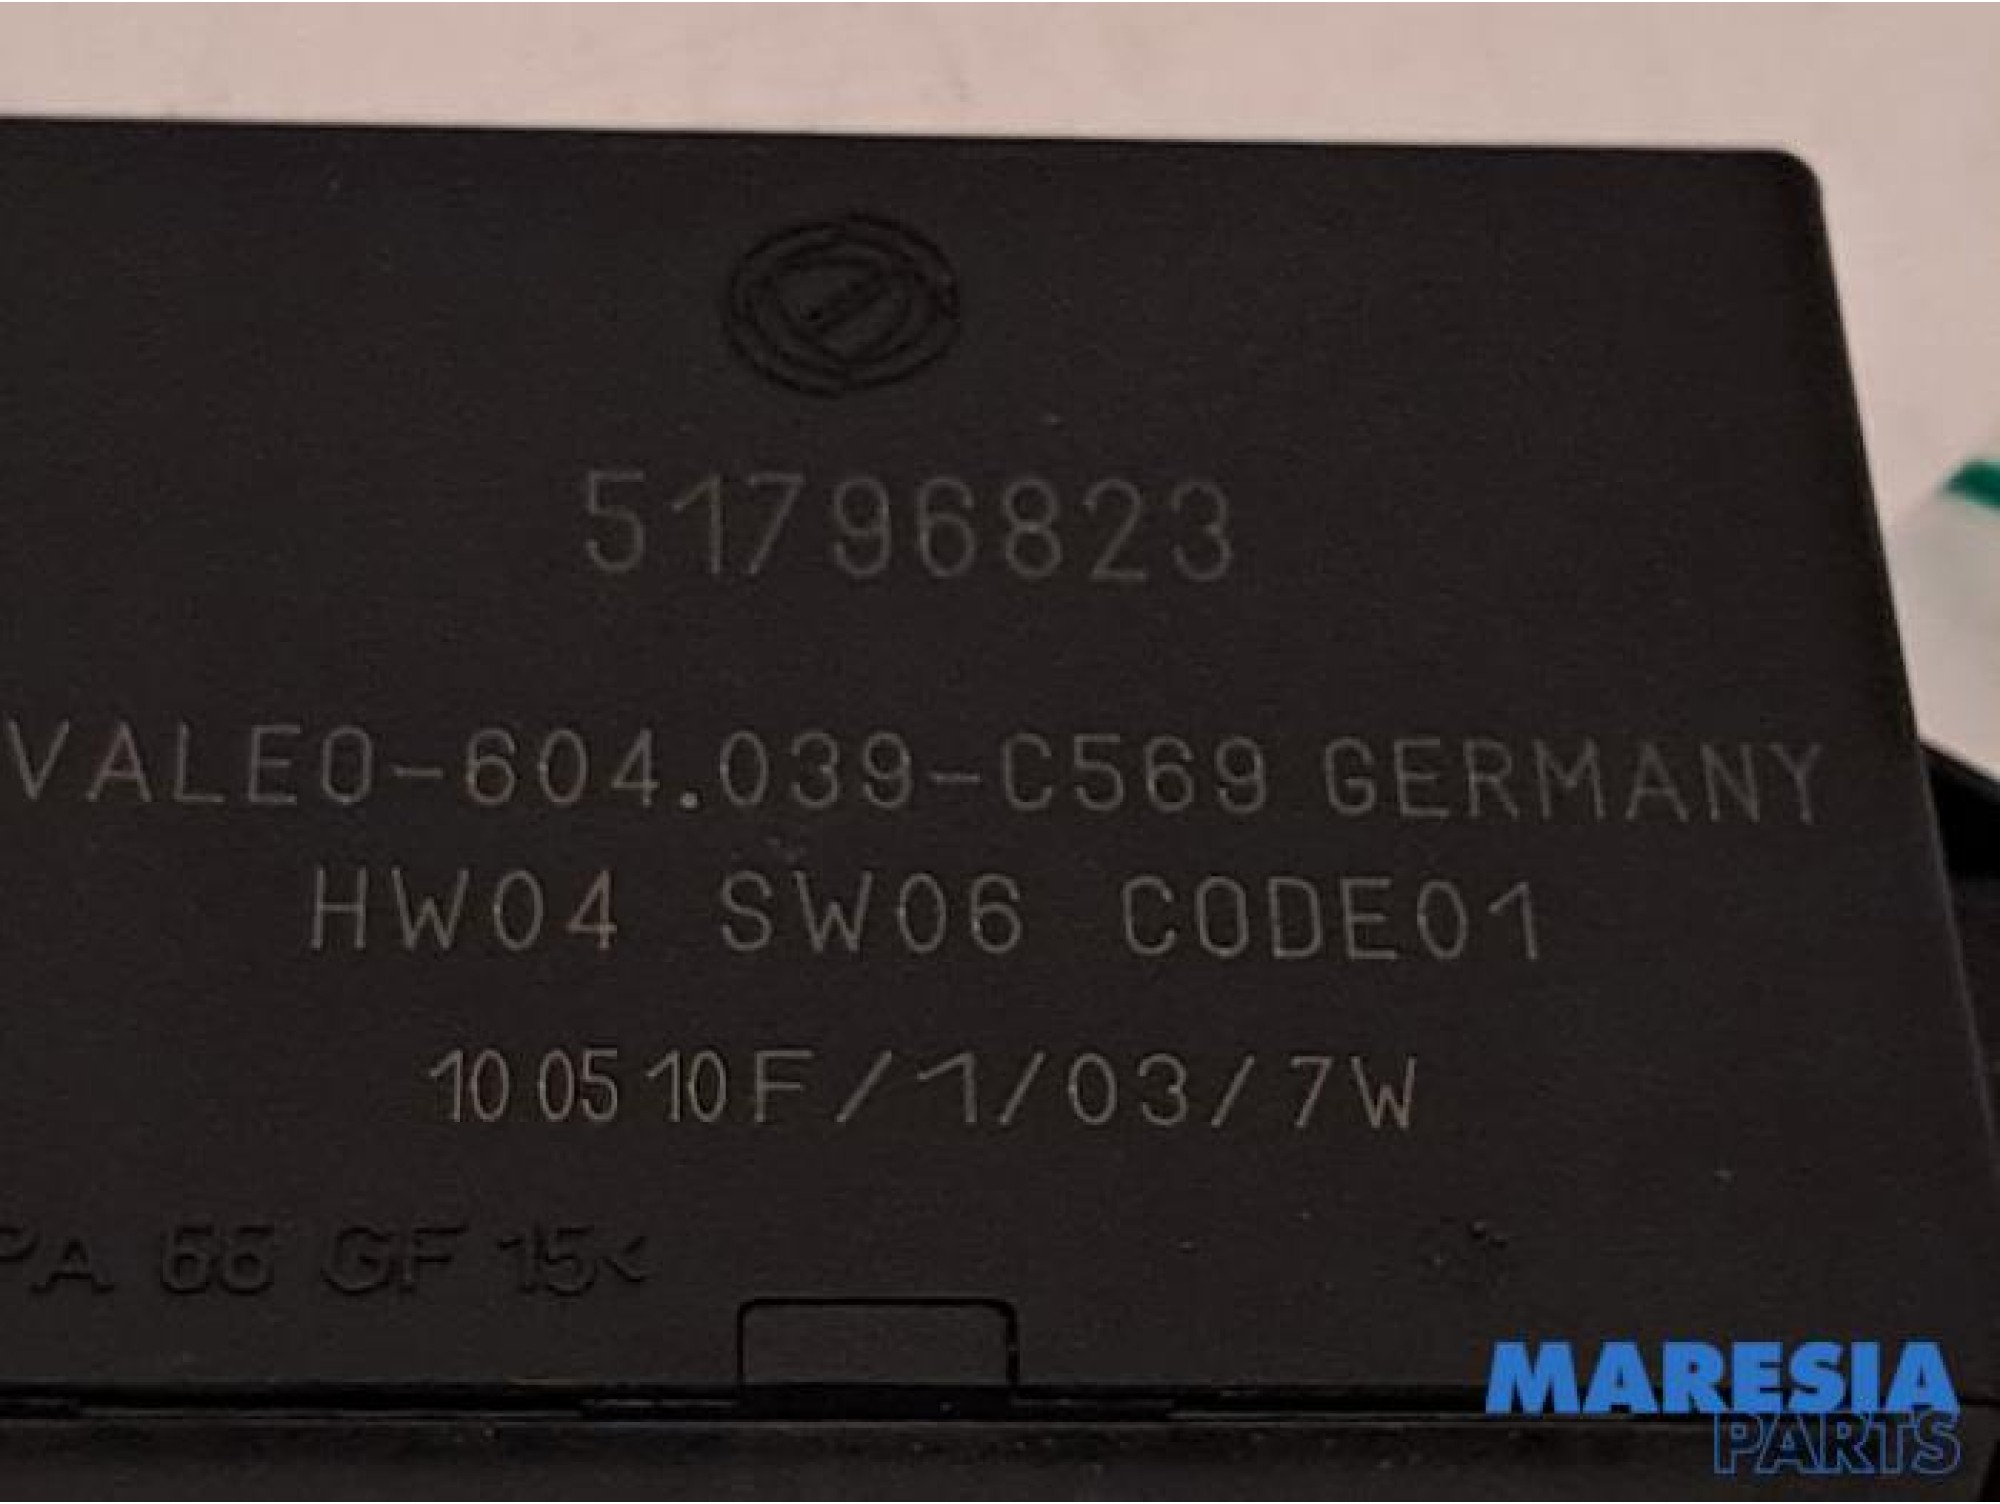 51796823
VALEO-604.039-C569 GERMANY
HW04 SW06 CODE01
10 05 10 F/1/03/7W
PA 66 GF 15<
MARESIA
PARTS